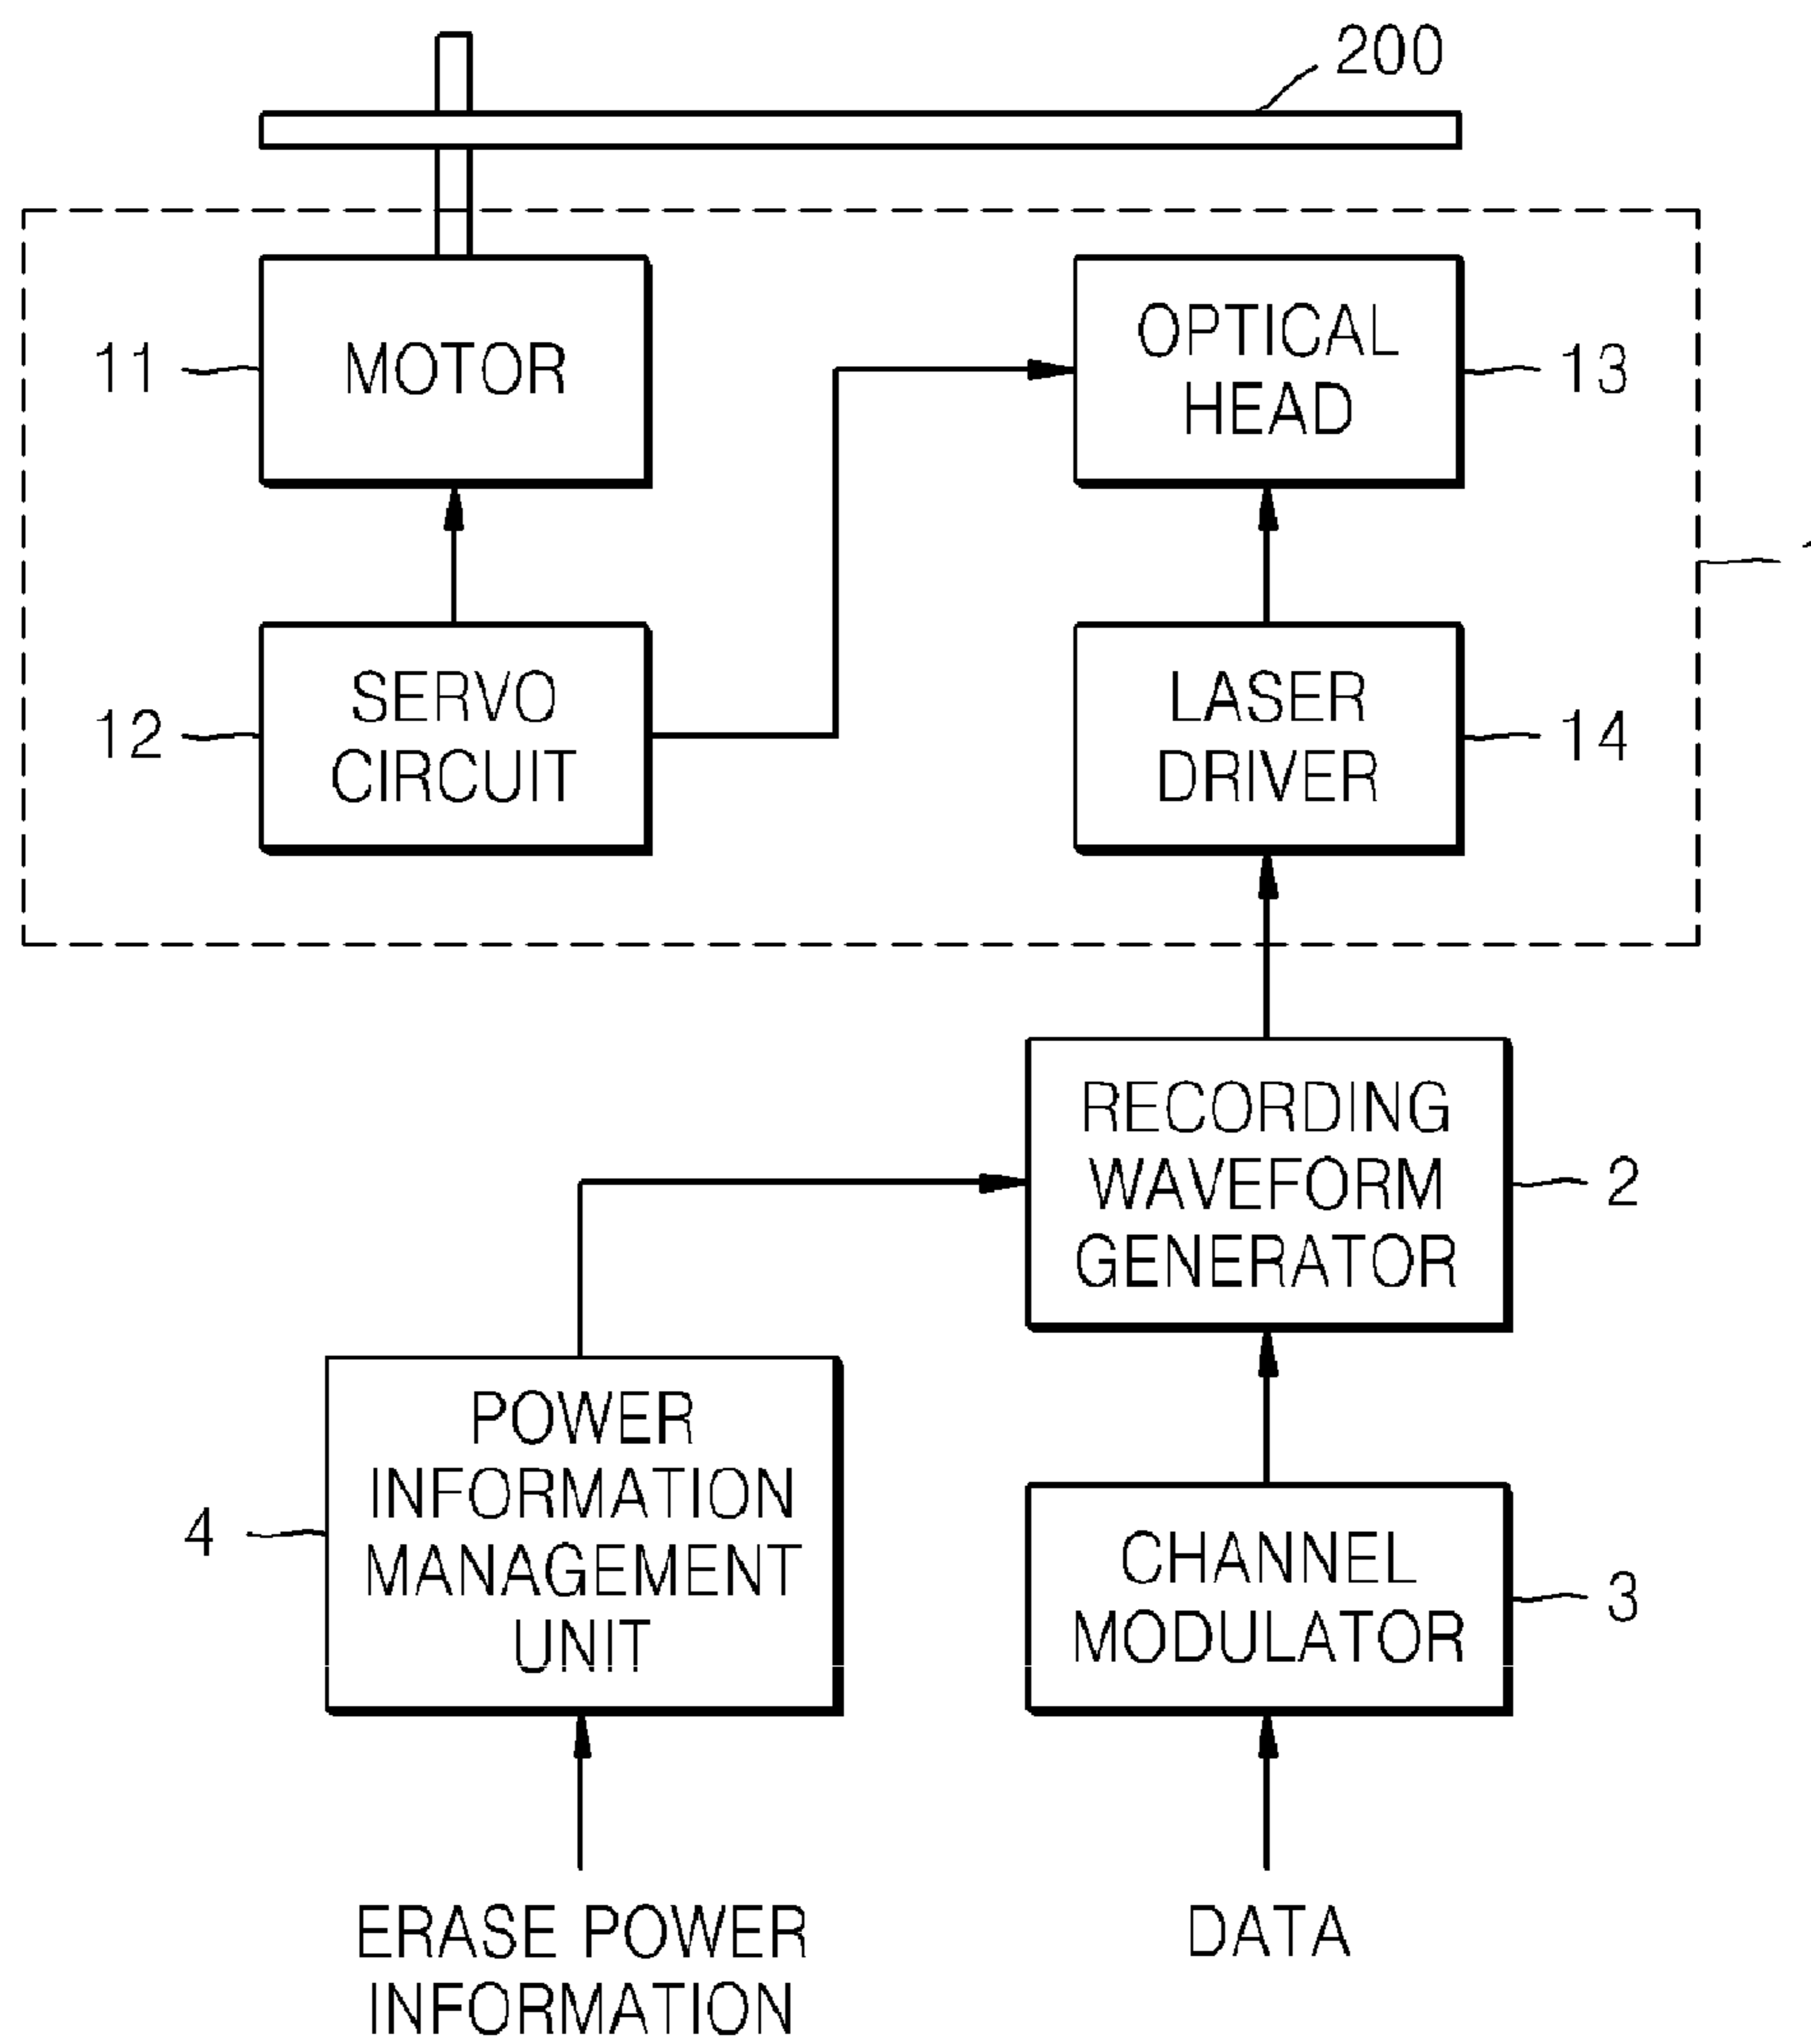 200
MOTOR
11
OPTICAL
HEAD
13
SERVO
CIRCUIT
12
LASER
DRIVER
14
RECORDING
WAVEFORM
GENERATOR
2
POWER
INFORMATION
MANAGEMENT
UNIT
4
CHANNEL
MODULATOR
3
ERASE POWER
INFORMATION
DATA